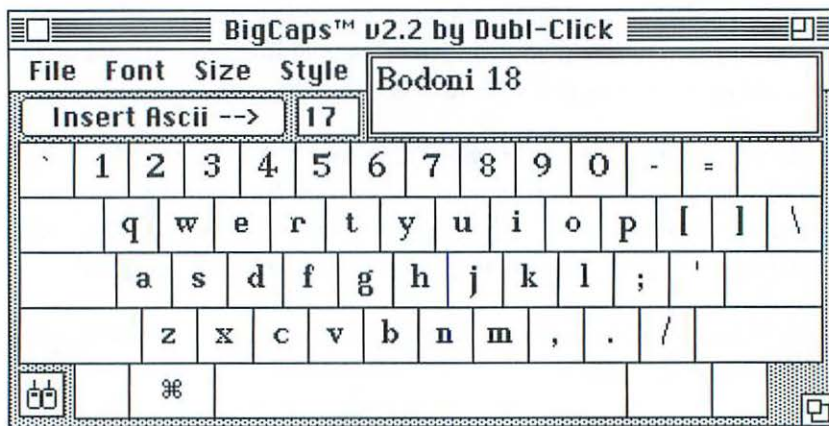 BigCaps™ v2.2 by Dubl-Click
File Font Size Style
Bodoni 18
Insert Ascii --> 17
` 1 2 3 4 5 6 7 8 9 0 - =
q w e r t y u i o p [ ] \
a s d f g h j k l ; '
z x c v b n m , . /
⌘